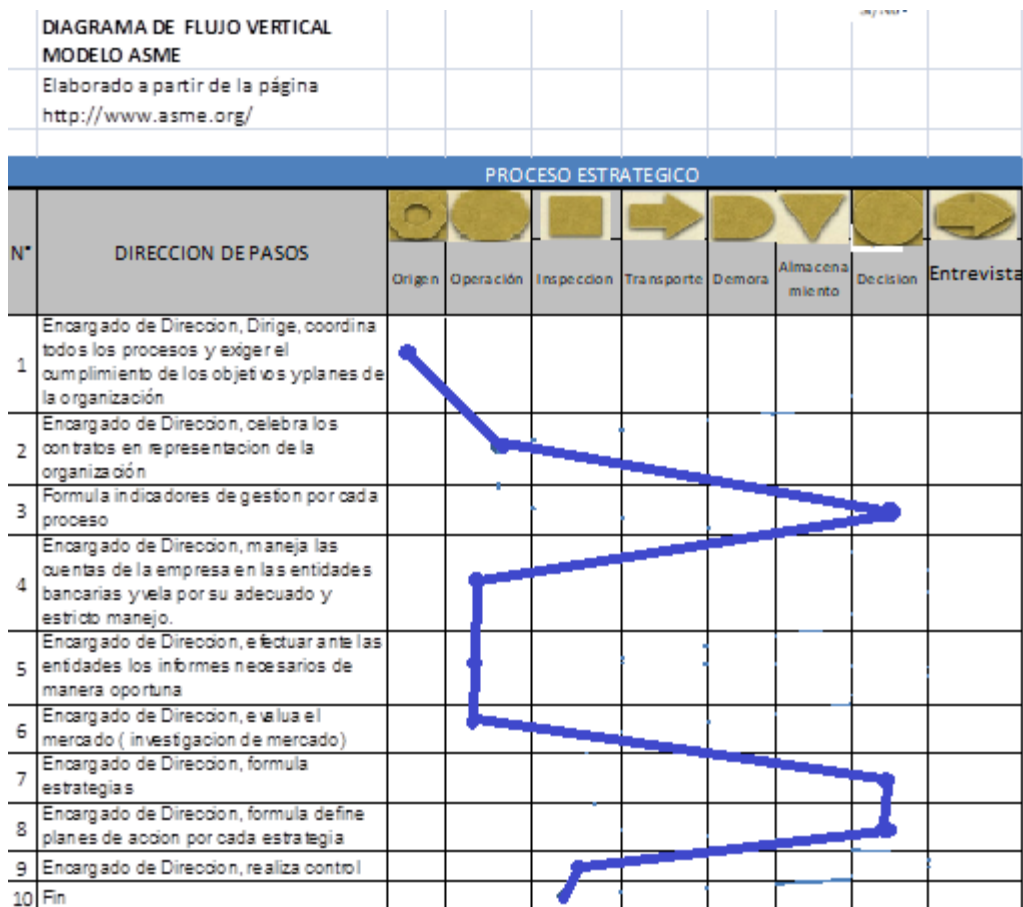 DIAGRAMA DE FLUJO VERTICAL
MODELO ASME
Elaborado a partir de la página
http://www.asme.org/
PROCESO ESTRATEGICO
N° DIRECCION DE PASOS Origen Operación Inspeccion Transporte Demora Almacena Decision Entrevista
miento
1 Encargado de Direccion, Dirige, coordina
todos los procesos y exiger el
cumplimiento de los objetivos yplanes de
la organización
2 Encargado de Direccion, celebra los
contratos en representacion de la
organización
3 Formula indicadores de gestion por cada
proceso
4 Encargado de Direccion, maneja las
cuentas de la empresa en las entidades
bancarias y vela por su adecuado y
estricto manejo.
5 Encargado de Direccion, efectuar ante las
entidades los informes necesarios de
manera oportuna
6 Encargado de Direccion, evalua el
mercado ( investigacion de mercado)
7 Encargado de Direccion, formula
estrategias
8 Encargado de Direccion, formula define
planes de accion por cada estrategia
9 Encargado de Direccion, realiza control
10 Fin